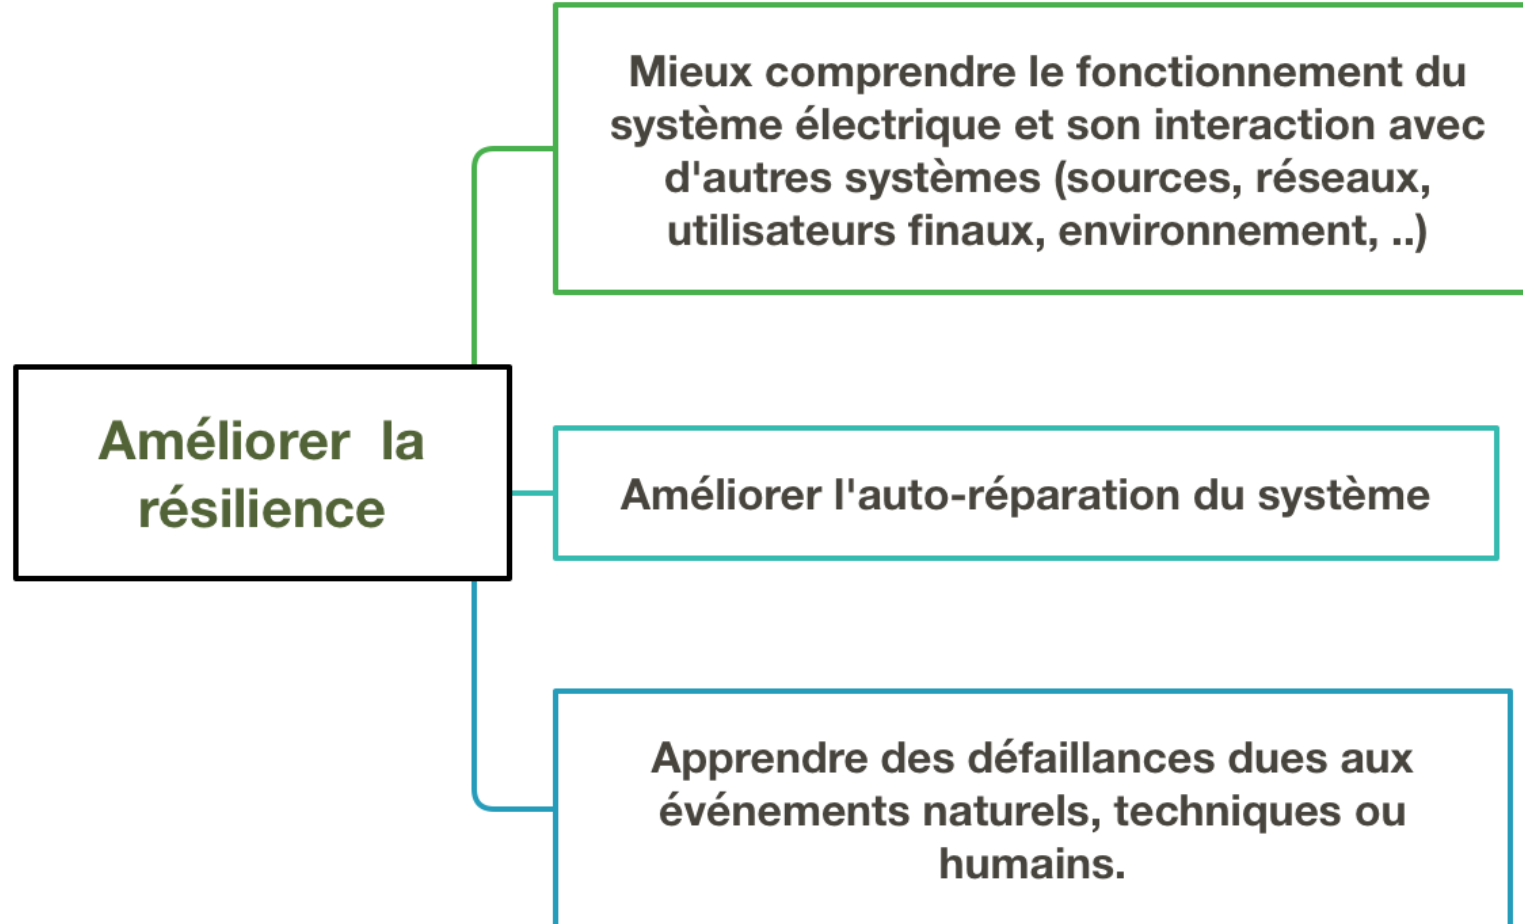 Mieux comprendre le fonctionnement du
système électrique et son interaction avec
d'autres systèmes (sources, réseaux,
utilisateurs finaux, environnement, ..)
Améliorer la
résilience
Améliorer l'auto-réparation du système
Apprendre des défaillances dues aux
événements naturels, techniques ou
humains.